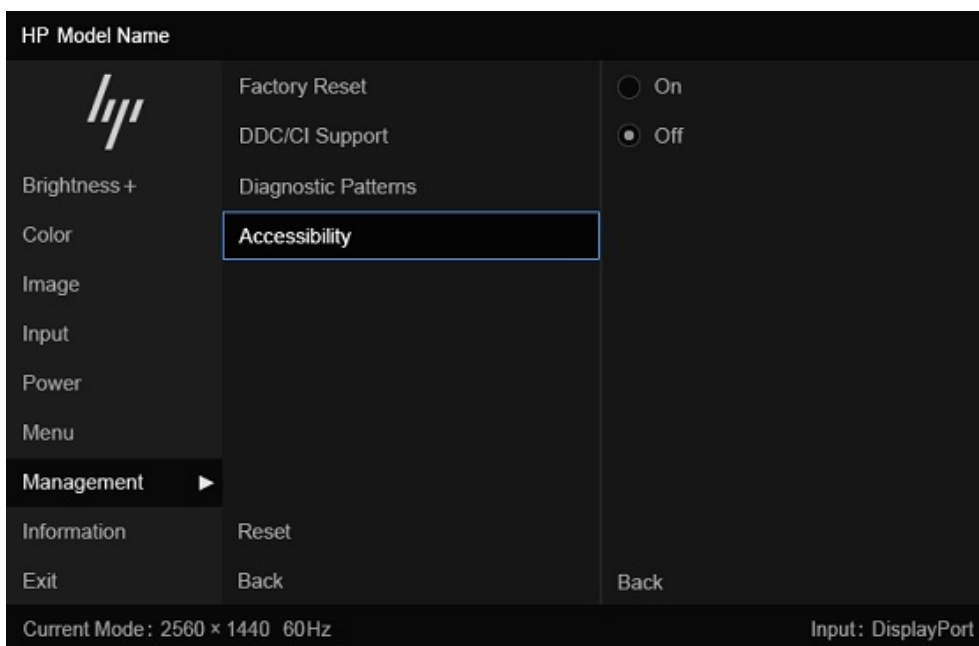 HP Model Name
hp
Factory Reset
On
DDC/CI Support
Off
Brightness+
Diagnostic Patterns
Color
Accessibility
Image
Input
Power
Menu
Management
Information
Reset
Exit
Back
Back
Current Mode: 2560 × 1440 60Hz
Input: DisplayPort